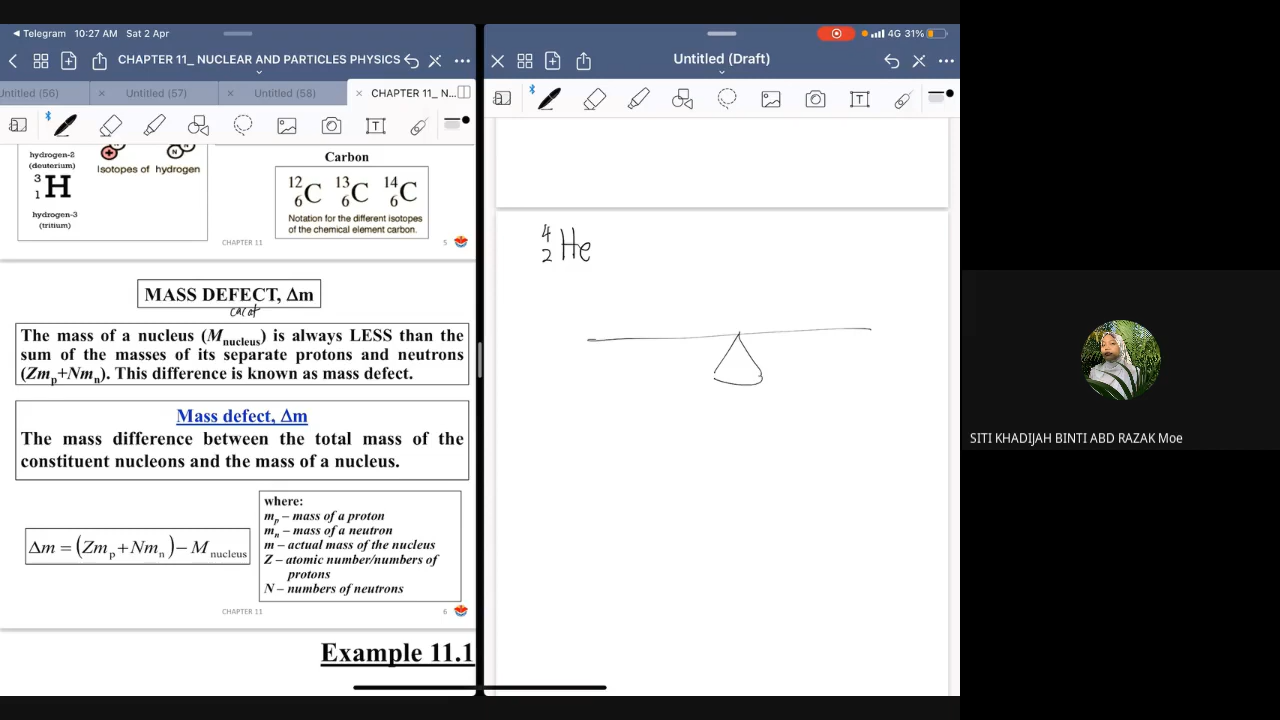 Telegram 10:27 AM Sat 2 Apr
4G 31%
CHAPTER 11_ NUCLEAR AND PARTICLES PHYSICS
Untitled (Draft)
Untitled (56)
Untitled (57)
Untitled (58)
CHAPTER 11_ N...
hydrogen-2
(deuterium)
3
1
H
hydrogen-3
(tritium)
Isotopes of hydrogen
Carbon
12 6 C 13 6 C 14 6 C
Notation for the different isotopes
of the chemical element carbon.
CHAPTER 11 5
MASS DEFECT, Δm
cacat
The mass of a nucleus (Mnucleus) is always LESS than the
sum of the masses of its separate protons and neutrons
(Zmp+Nmn). This difference is known as mass defect.
Mass defect, Δm
The mass difference between the total mass of the
constituent nucleons and the mass of a nucleus.
Δm = (Zmp+Nmn) − Mnucleus
where:
mp – mass of a proton
mn – mass of a neutron
m – actual mass of the nucleus
Z – atomic number/numbers of
protons
N – numbers of neutrons
CHAPTER 11 6
Example 11.1
4
2
He
SITI KHADIJAH BINTI ABD RAZAK Moe